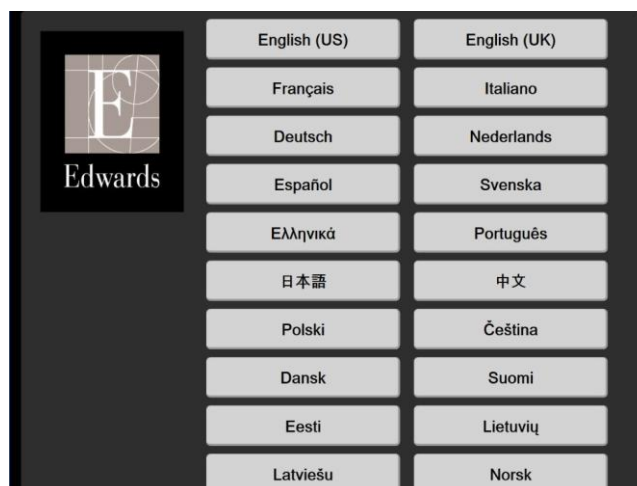 E
Edwards
English (US)
English (UK)
Français
Italiano
Deutsch
Nederlands
Español
Svenska
Ελληνικά
Português
日本語
中文
Polski
Čeština
Dansk
Suomi
Eesti
Lietuvių
Latviešu
Norsk